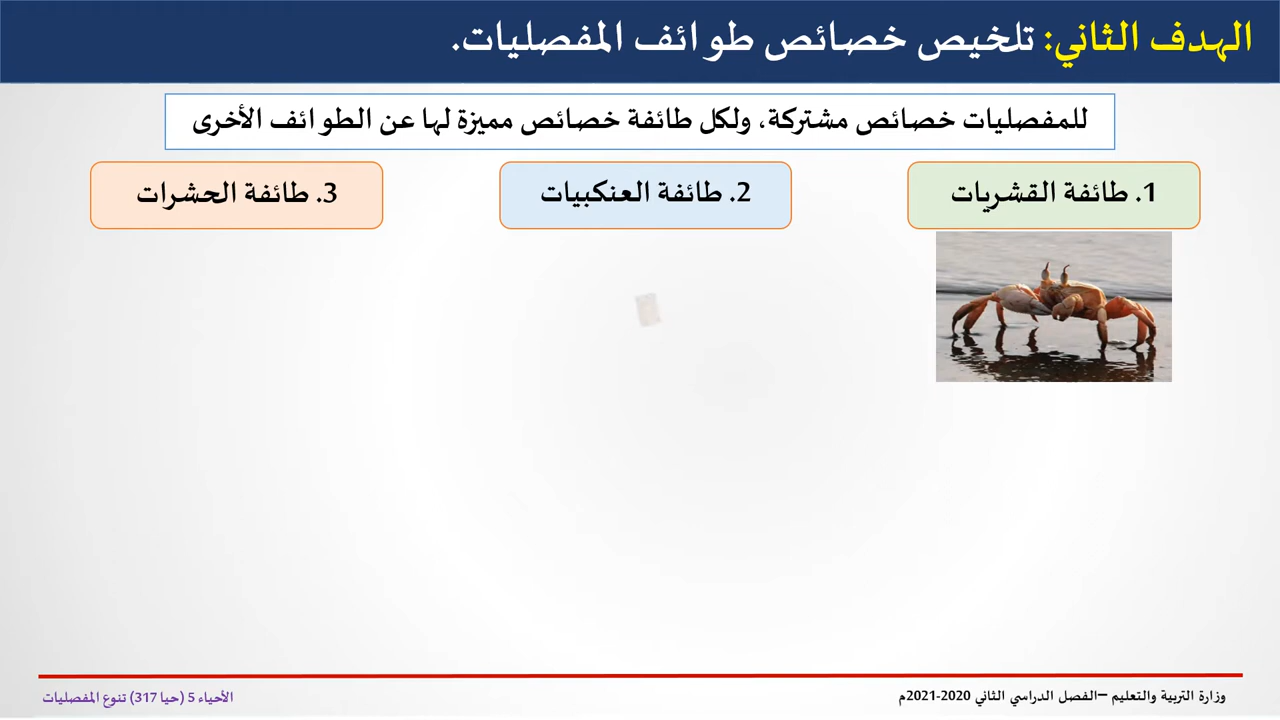 الهدف الثاني: تلخيص خصائص طوائف المفصليات.
للمفصليات خصائص مشتركة، ولكل طائفة خصائص مميزة لها عن الطوائف الأخرى
1. طائفة القشريات
2. طائفة العنكبيات
3. طائفة الحشرات
وزارة التربية والتعليم –الفصل الدراسي الثاني 2020-2021م
الأحياء 5 (حيا 317) تنوع المفصليات